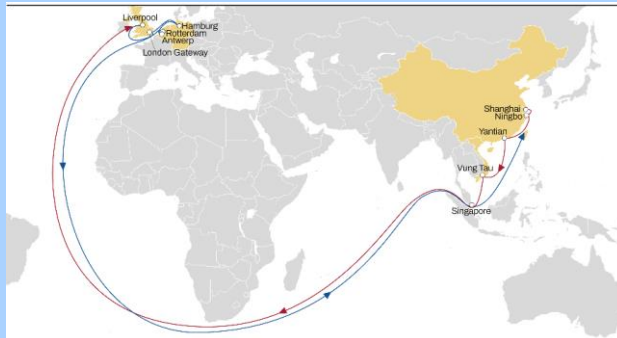 Liverpool
Hamburg
Rotterdam
Antwerp
London Gateway
Shanghai
Ningbo
Yantian
Vung Tau
Singapore